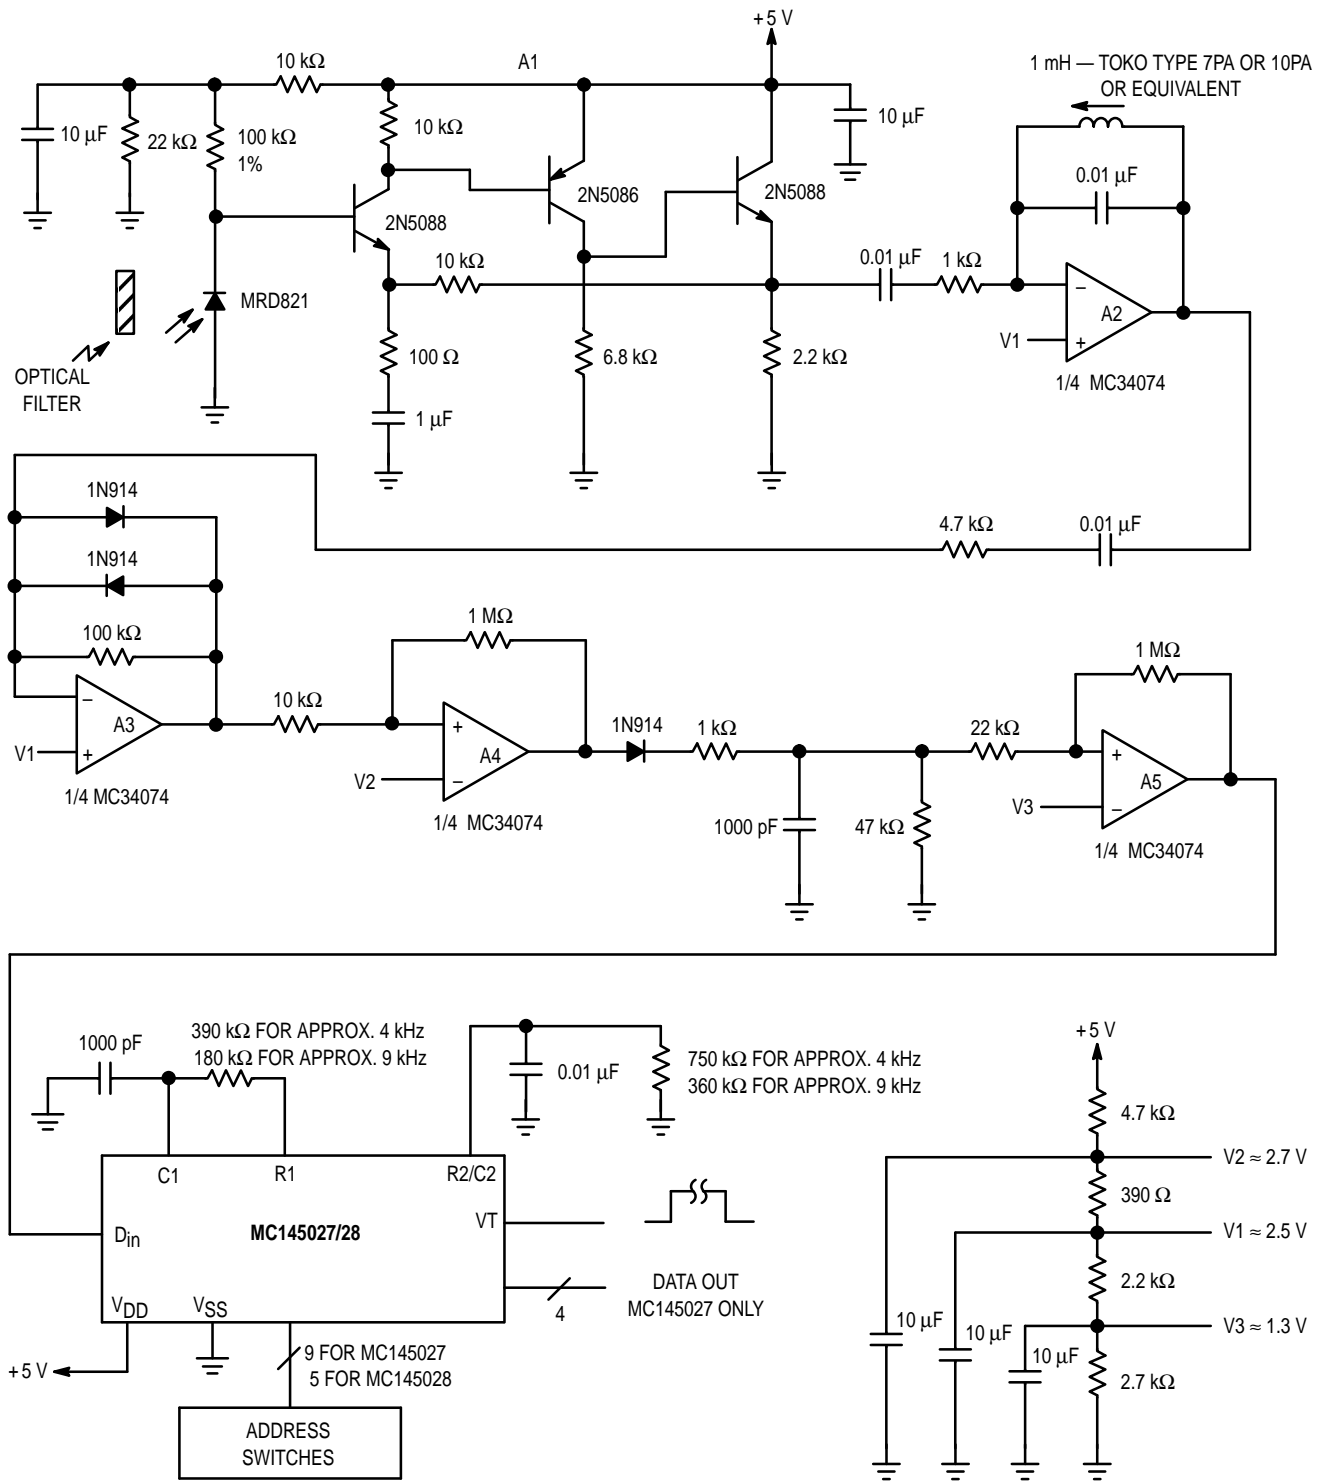 +5 V
10 kΩ
A1
1 mH — TOKO TYPE 7PA OR 10PA
OR EQUIVALENT
10 µF
22 kΩ
100 kΩ
1%
10 kΩ
10 µF
0.01 µF
2N5088
2N5086
2N5088
10 kΩ
0.01 µF
1 kΩ
MRD821
–
A2
V1
+
1/4 MC34074
100 Ω
6.8 kΩ
2.2 kΩ
OPTICAL
FILTER
1 µF
1N914
4.7 kΩ
0.01 µF
1N914
100 kΩ
1 MΩ
1 MΩ
–
A3
V1
+
1/4 MC34074
10 kΩ
+
A4
V2
–
1/4 MC34074
1N914
1 kΩ
22 kΩ
+
A5
V3
–
1/4 MC34074
1000 pF
47 kΩ
1000 pF
390 kΩ FOR APPROX. 4 kHz
180 kΩ FOR APPROX. 9 kHz
0.01 µF
750 kΩ FOR APPROX. 4 kHz
360 kΩ FOR APPROX. 9 kHz
+5 V
4.7 kΩ
V2 ≈ 2.7 V
390 Ω
V1 ≈ 2.5 V
2.2 kΩ
V3 ≈ 1.3 V
2.7 kΩ
10 µF
10 µF
10 µF
C1
R1
R2/C2
Din
MC145027/28
VT
DATA OUT
MC145027 ONLY
4
VDD
VSS
+5 V
9 FOR MC145027
5 FOR MC145028
ADDRESS
SWITCHES